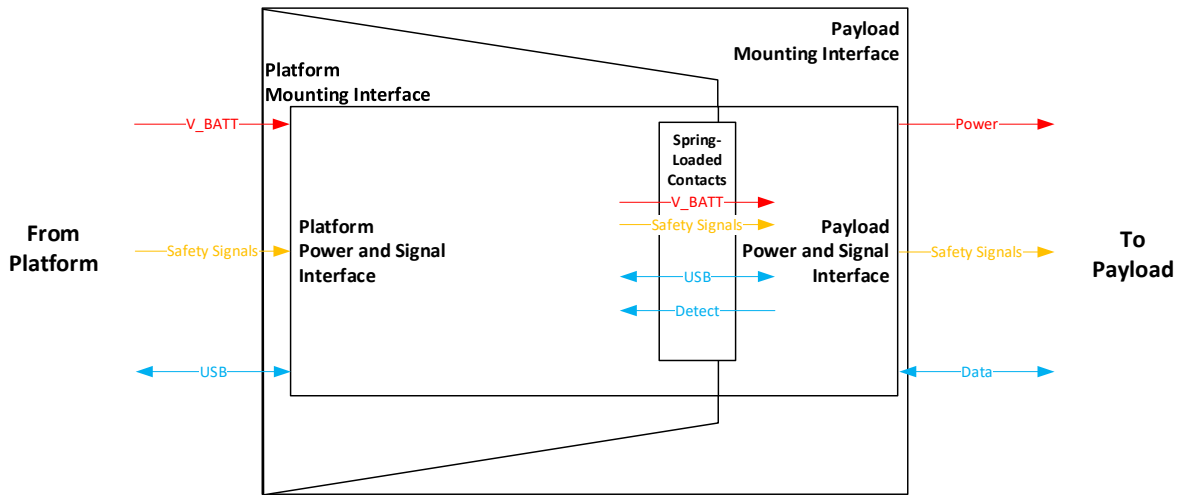 Payload
Mounting Interface
Platform
Mounting Interface
V_BATT
Power
Spring-
Loaded
Contacts
V_BATT
Safety Signals
From
Platform
Safety Signals
Platform
Power and Signal
Interface
Payload
Power and Signal
Interface
Safety Signals
To
Payload
USB
Detect
USB
Data